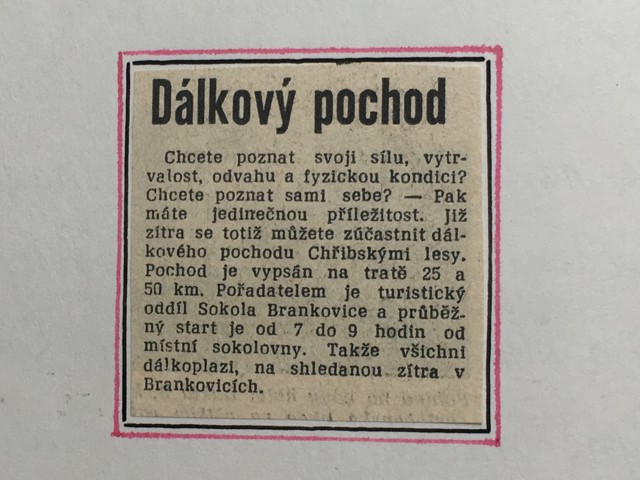 Dálkový pochod
Chcete poznat svoji sílu, vytr-
valost, odvahu a fyzickou kondici?
Chcete poznat sami sebe? — Pak
máte jedinečnou příležitost. Již
zítra se totiž můžete zúčastnit dál-
kového pochodu Chřibskými lesy.
Pochod je vypsán na tratě 25 a
50 km. Pořadatelem je turistický
oddíl Sokola Brankovice a průběž-
ný start je od 7 do 9 hodin od
místní sokolovny. Takže všichni
dálkoplazi, na shledanou zítra v
Brankovicích.